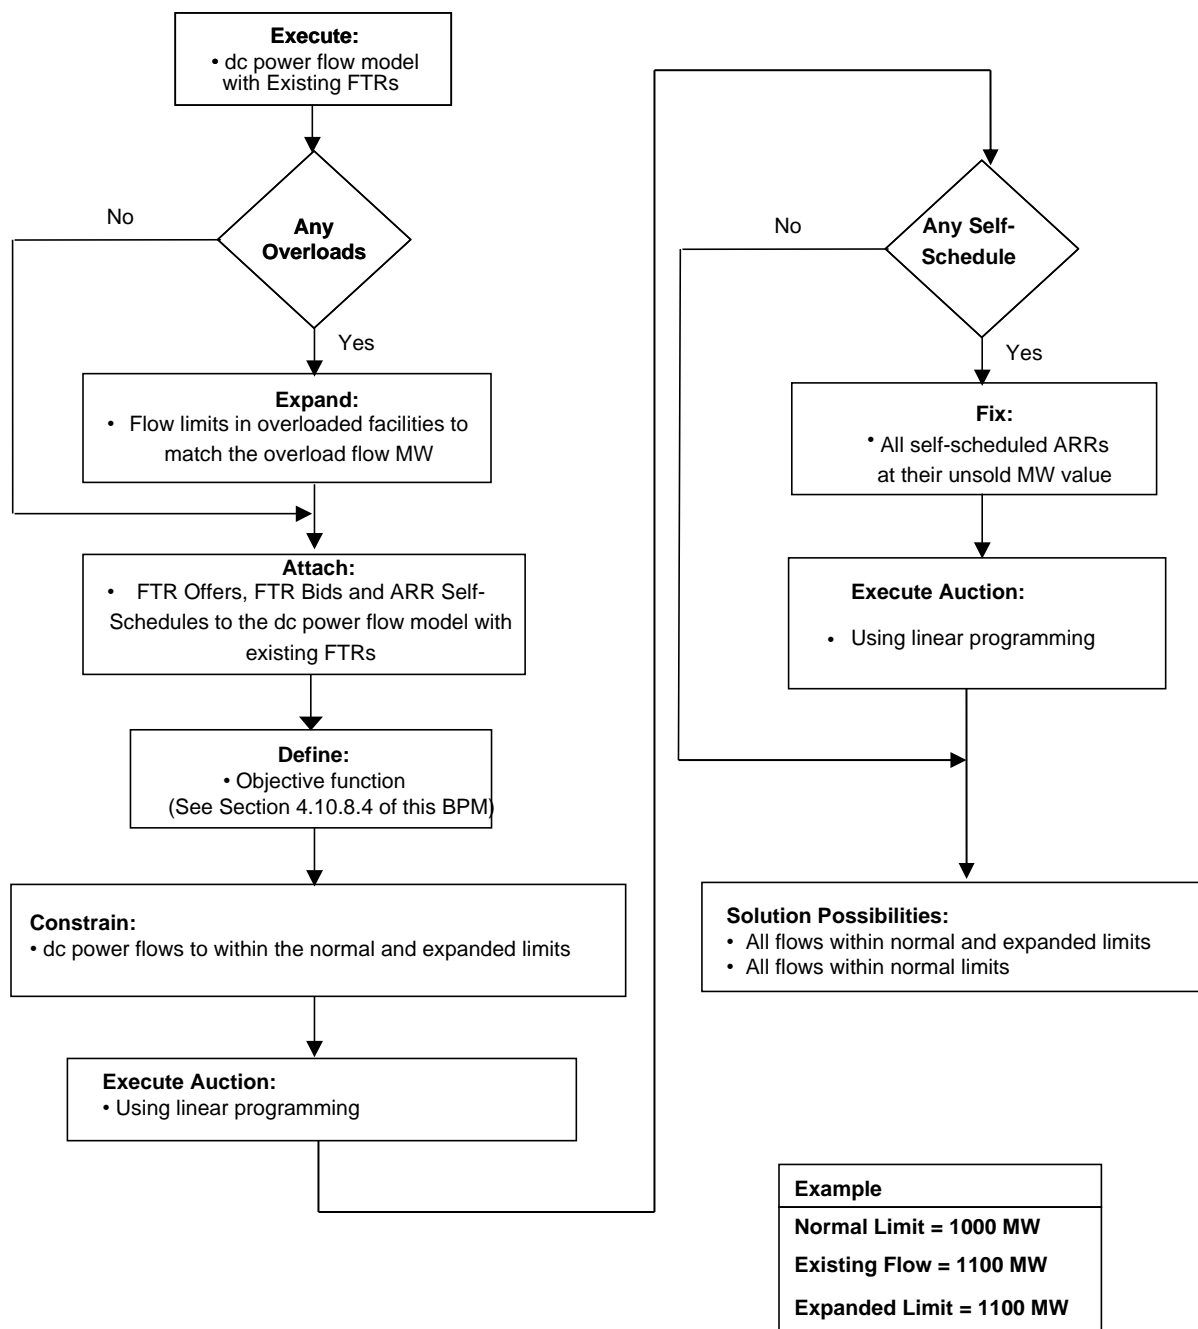 Execute:
• dc power flow model
with Existing FTRs
Any
Overloads
No
Yes
Expand:
• Flow limits in overloaded facilities to
match the overload flow MW
Attach:
• FTR Offers, FTR Bids and ARR Self-
Schedules to the dc power flow model with
existing FTRs
Define:
• Objective function
(See Section 4.10.8.4 of this BPM)
Constrain:
• dc power flows to within the normal and expanded limits
Execute Auction:
• Using linear programming
Any Self-
Schedule
No
Yes
Fix:
• All self-scheduled ARRs
at their unsold MW value
Execute Auction:
• Using linear programming
Solution Possibilities:
• All flows within normal and expanded limits
• All flows within normal limits
Example
Normal Limit = 1000 MW
Existing Flow = 1100 MW
Expanded Limit = 1100 MW